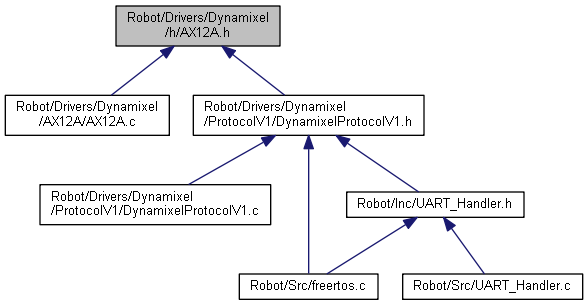 Robot/Drivers/Dynamixel
/h/AX12A.h
Robot/Drivers/Dynamixel
/AX12A/AX12A.c
Robot/Drivers/Dynamixel
/ProtocolV1/DynamixelProtocolV1.h
Robot/Drivers/Dynamixel
/ProtocolV1/DynamixelProtocolV1.c
Robot/Inc/UART_Handler.h
Robot/Src/freertos.c
Robot/Src/UART_Handler.c